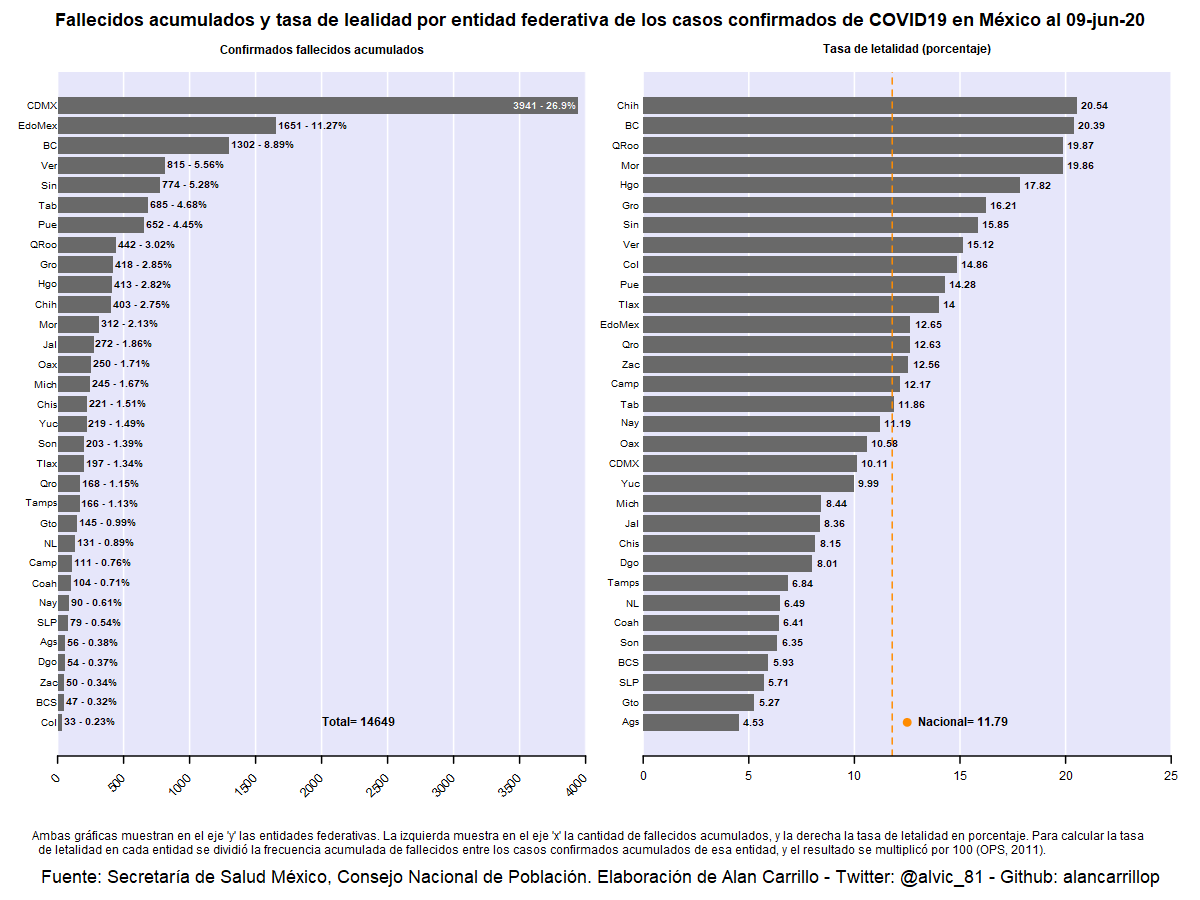 Fallecidos acumulados y tasa de lealidad por entidad federativa de los casos confirmados de COVID19 en México al 09-jun-20
Confirmados fallecidos acumulados
CDMX 3941 - 26.9%
EdoMex 1651 - 11.27%
BC 1302 - 8.89%
Ver 815 - 5.56%
Sin 774 - 5.28%
Tab 685 - 4.68%
Pue 652 - 4.45%
QRoo 442 - 3.02%
Gro 418 - 2.85%
Hgo 413 - 2.82%
Chih 403 - 2.75%
Mor 312 - 2.13%
Jal 272 - 1.86%
Oax 250 - 1.71%
Mich 245 - 1.67%
Chis 221 - 1.51%
Yuc 219 - 1.49%
Son 203 - 1.39%
Tlax 197 - 1.34%
Qro 168 - 1.15%
Tamps 166 - 1.13%
Gto 145 - 0.99%
NL 131 - 0.89%
Camp 111 - 0.76%
Coah 104 - 0.71%
Nay 90 - 0.61%
SLP 79 - 0.54%
Ags 56 - 0.38%
Dgo 54 - 0.37%
Zac 50 - 0.34%
BCS 47 - 0.32%
Col 33 - 0.23%
Total= 14649
0 500 1000 1500 2000 2500 3000 3500 4000
Tasa de letalidad (porcentaje)
Chih 20.54
BC 20.39
QRoo 19.87
Mor 19.86
Hgo 17.82
Gro 16.21
Sin 15.85
Ver 15.12
Col 14.86
Pue 14.28
Tlax 14
EdoMex 12.65
Qro 12.63
Zac 12.56
Camp 12.17
Tab 11.86
Nay 11.19
Oax 10.58
CDMX 10.11
Yuc 9.99
Mich 8.44
Jal 8.36
Chis 8.15
Dgo 8.01
Tamps 6.84
NL 6.49
Coah 6.41
Son 6.35
BCS 5.93
SLP 5.71
Gto 5.27
Ags 4.53
Nacional= 11.79
0 5 10 15 20 25
Ambas gráficas muestran en el eje 'y' las entidades federativas. La izquierda muestra en el eje 'x' la cantidad de fallecidos acumulados, y la derecha la tasa de letalidad en porcentaje. Para calcular la tasa
de letalidad en cada entidad se dividió la frecuencia acumulada de fallecidos entre los casos confirmados acumulados de esa entidad, y el resultado se multiplicó por 100 (OPS, 2011).
Fuente: Secretaría de Salud México, Consejo Nacional de Población. Elaboración de Alan Carrillo - Twitter: @alvic_81 - Github: alancarrillop